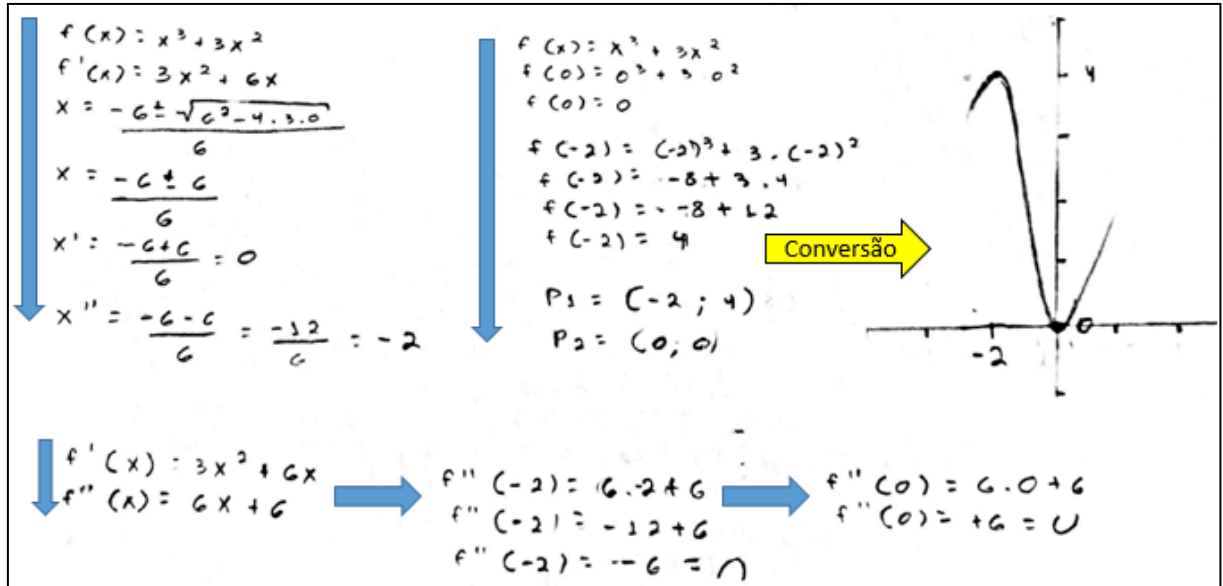 f(x) = x³ + 3x²
f'(x) = 3x² + 6x
x = -6 ± √(6² - 4 . 3 . 0) / 6
x = -6 ± 6 / 6
x' = -6+6 / 6 = 0
x'' = -6-6 / 6 = -12 / 6 = -2
f(x) = x³ + 3x²
f(0) = 0³ + 3 . 0²
f(0) = 0
f(-2) = (-2)³ + 3 . (-2)²
f(-2) = -8 + 3 . 4
f(-2) = -8 + 12
f(-2) = 4
P1 = (-2 ; 4)
P2 = (0 ; 0)
Conversão
4
0
-2
f'(x) = 3x² + 6x
f''(x) = 6x + 6
f''(-2) = 6 . -2 + 6
f''(-2) = -12 + 6
f''(-2) = -6 = ∩
f''(0) = 6 . 0 + 6
f''(0) = +6 = ∪